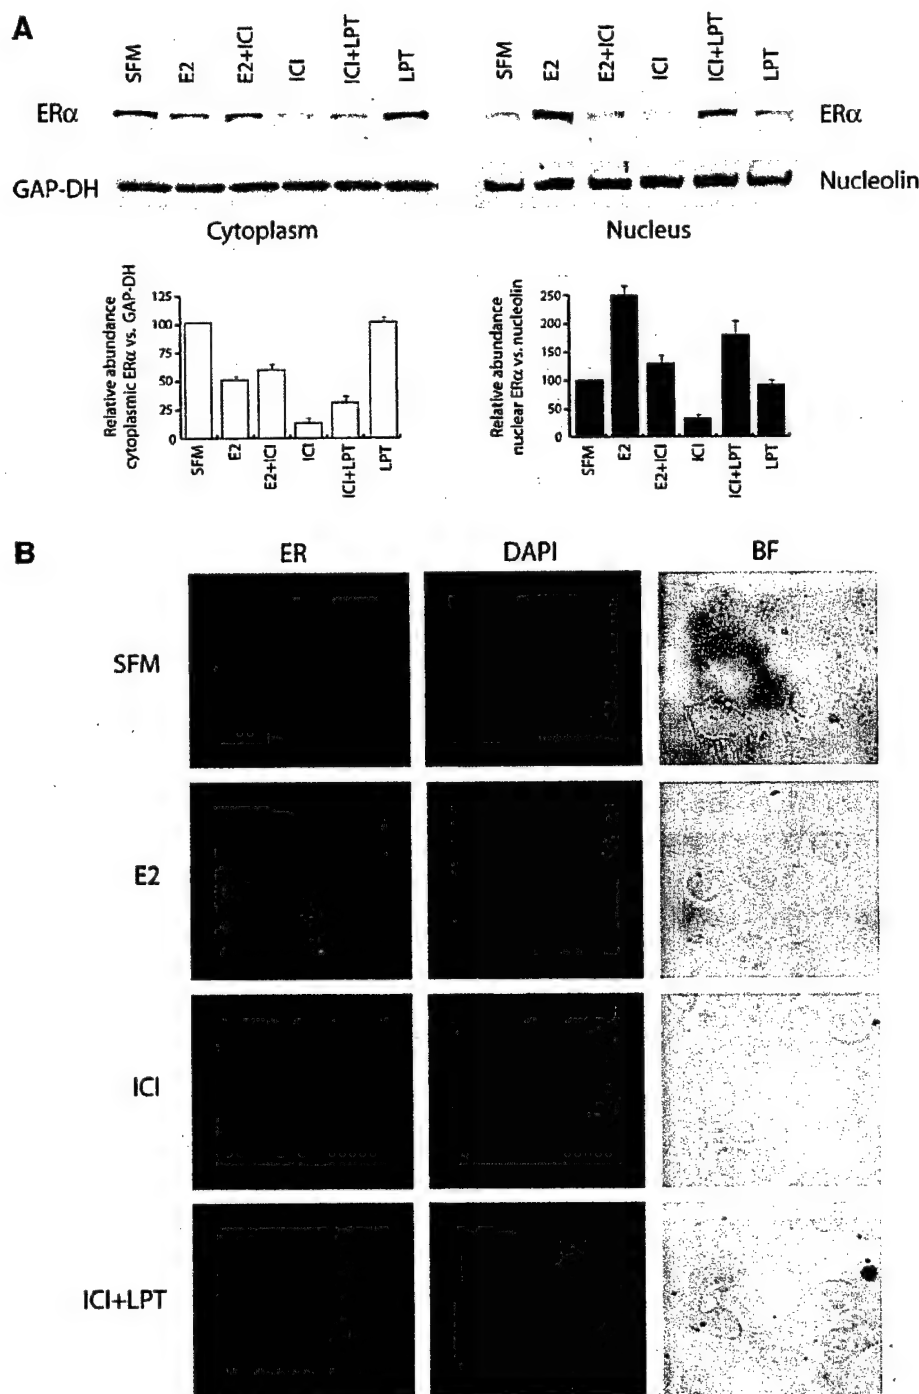 A
SFM E2 E2+ICI ICI ICI+LPT LPT
SFM E2 E2+ICI ICI ICI+LPT LPT
ERα
ERα
GAP-DH
Nucleolin
Cytoplasm
Nucleus
Relative abundance
cytoplasmic ERα vs. GAP-DH
125
100
75
50
25
0
SFM E2 E2+ICI ICI ICI+LPT LPT
Relative abundance
nuclear ERα vs. nucleolin
250
200
150
100
50
0
SFM E2 E2+ICI ICI ICI+LPT LPT
B
ER DAPI BF
SFM
E2
ICI
ICI+LPT